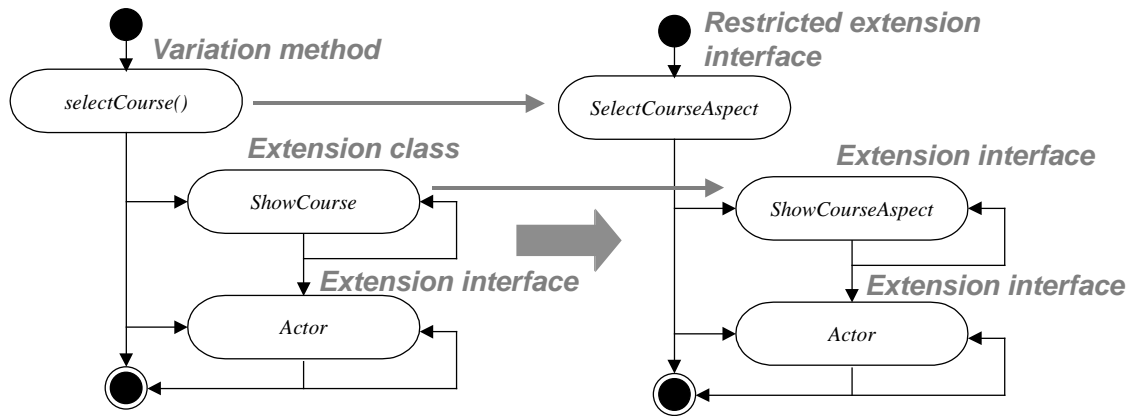 Variation method
selectCourse()
Extension class
ShowCourse
Extension interface
Actor
Restricted extension
interface
SelectCourseAspect
Extension interface
ShowCourseAspect
Extension interface
Actor